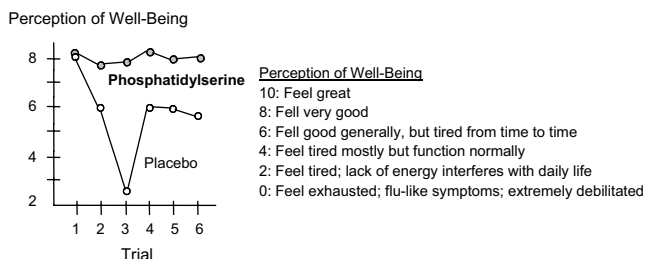 Perception of Well-Being
8
6
4
2
Phosphatidylserine
Placebo
1 2 3 4 5 6
Trial
Perception of Well-Being
10: Feel great
8: Fell very good
6: Fell good generally, but tired from time to time
4: Feel tired mostly but function normally
2: Feel tired; lack of energy interferes with daily life
0: Feel exhausted; flu-like symptoms; extremely debilitated